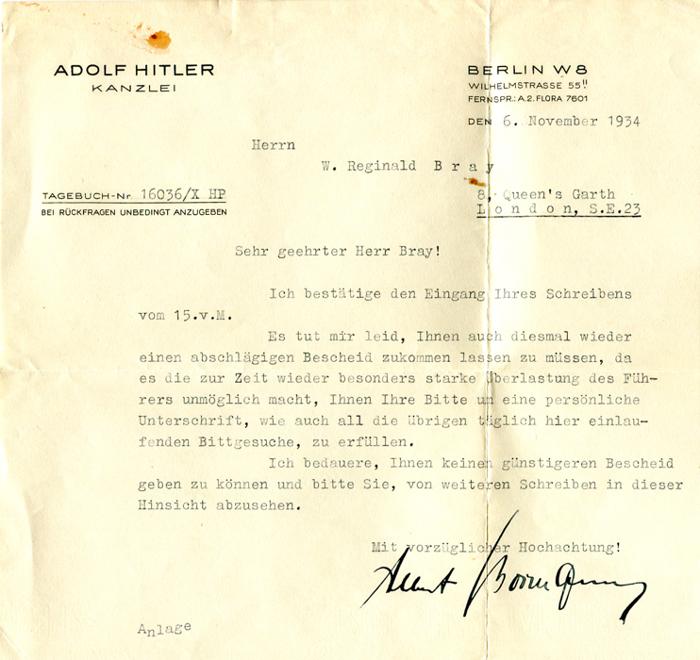 ADOLF HITLER
KANZLEI
BERLIN W8
WILHELMSTRASSE 55 II
FERNSPR.: A.2. FLORA 7601
DEN 6. November 1934
Herrn
W. Reginald Bray
8, Queen's Garth
London, S.E.23
TAGEBUCH-Nr. 16036/X HP
BEI RÜCKFRAGEN UNBEDINGT ANZUGEBEN
Sehr geehrter Herr Bray!
Ich bestätige den Eingang Ihres Schreibens
vom 15.v.M.
Es tut mir leid, Ihnen auch diesmal wieder
einen abschlägigen Bescheid zukommen lassen zu müssen, da
es die zur Zeit wieder besonders starke Überlastung des Füh-
rers unmöglich macht, Ihnen Ihre Bitte um eine persönliche
Unterschrift, wie auch all die übrigen täglich hier einlau-
fenden Bittgesuche, zu erfüllen.
Ich bedauere, Ihnen keinen günstigeren Bescheid
geben zu können und bitte Sie, von weiteren Schreiben in dieser
Hinsicht abzusehen.
Mit vorzüglicher Hochachtung!
Albert Bormann
Anlage